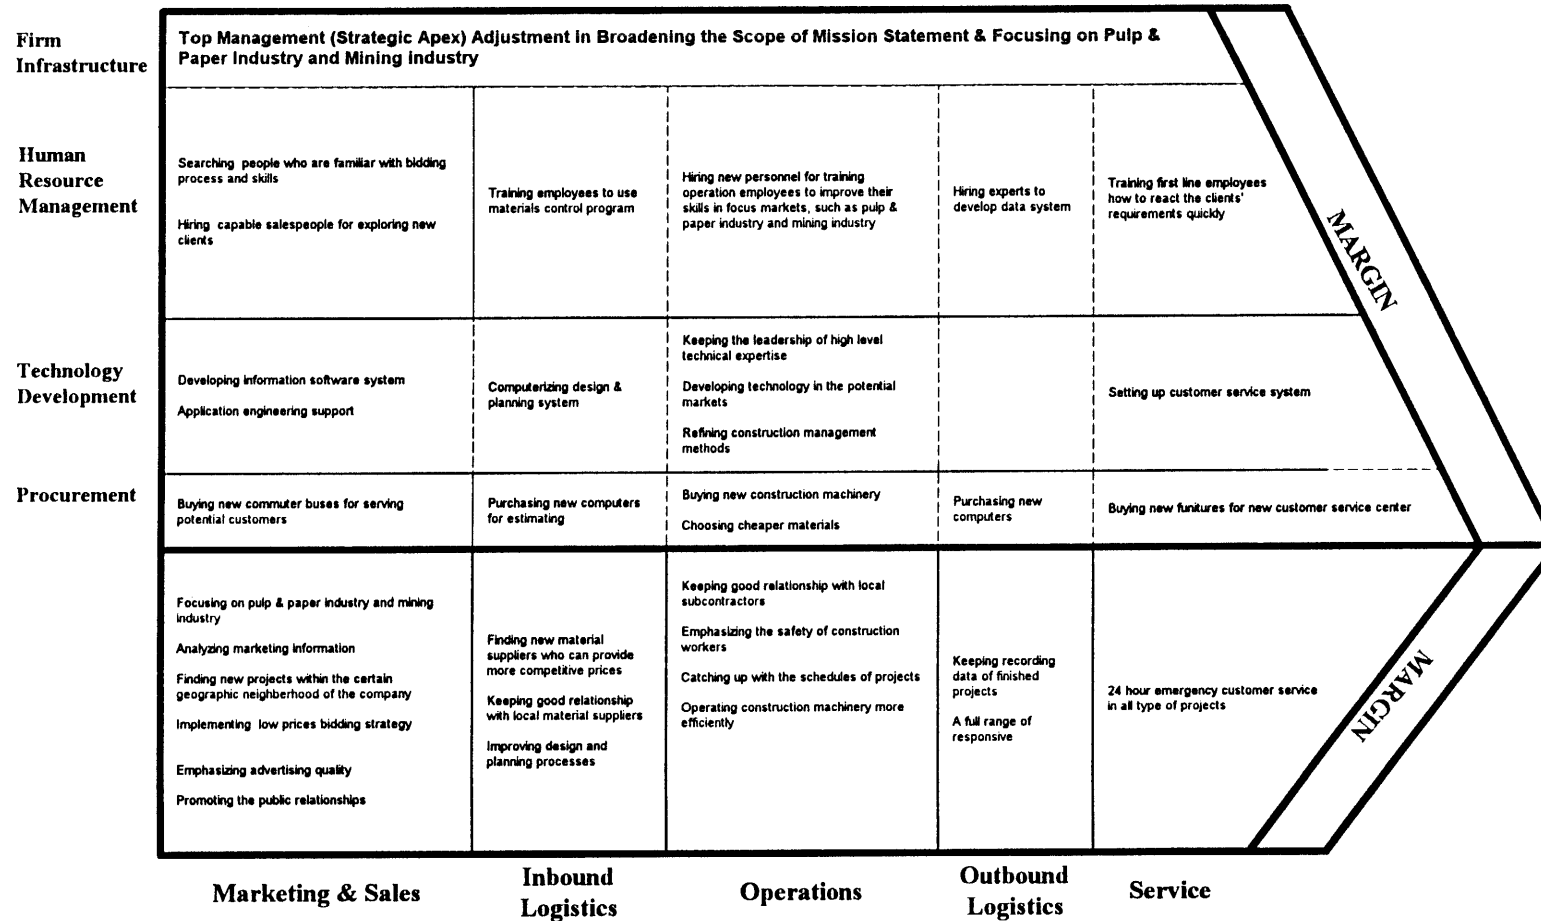 Firm
Infrastructure
Top Management (Strategic Apex) Adjustment in Broadening the Scope of Mission Statement & Focusing on Pulp &
Paper Industry and Mining industry
Human
Resource
Management
Searching people who are familiar with bidding
process and skills
Hiring capable salespeople for exploring new
clients
Training employees to use
materials control program
Hiring new personnel for training
operation employees to improve their
skills in focus markets, such as pulp &
paper industry and mining industry
Hiring experts to
develop data system
Training first line employees
how to react the clients'
requirements quickly
MARGIN
Technology
Development
Developing information software system
Application engineering support
Computerizing design &
planning system
Keeping the leadership of high level
technical expertise
Developing technology in the potential
markets
Refining construction management
methods
Setting up customer service system
Procurement
Buying new commuter buses for serving
potential customers
Purchasing new computers
for estimating
Buying new construction machinery
Choosing cheaper materials
Purchasing new
computers
Buying new funitures for new customer service center
Focusing on pulp & paper industry and mining
industry
Analyzing marketing information
Finding new projects within the certain
geographic neighberhood of the company
Implementing low prices bidding strategy
Emphasizing advertising quality
Promoting the public relationships
Finding new material
suppliers who can provide
more competitive prices
Keeping good relationship
with local material suppliers
Improving design and
planning processes
Keeping good relationship with local
subcontractors
Emphasizing the safety of construction
workers
Catching up with the schedules of projects
Operating construction machinery more
efficiently
Keeping recording
data of finished
projects
A full range of
responsive
24 hour emergency customer service
in all type of projects
MARGIN
Marketing & Sales
Inbound
Logistics
Operations
Outbound
Logistics
Service